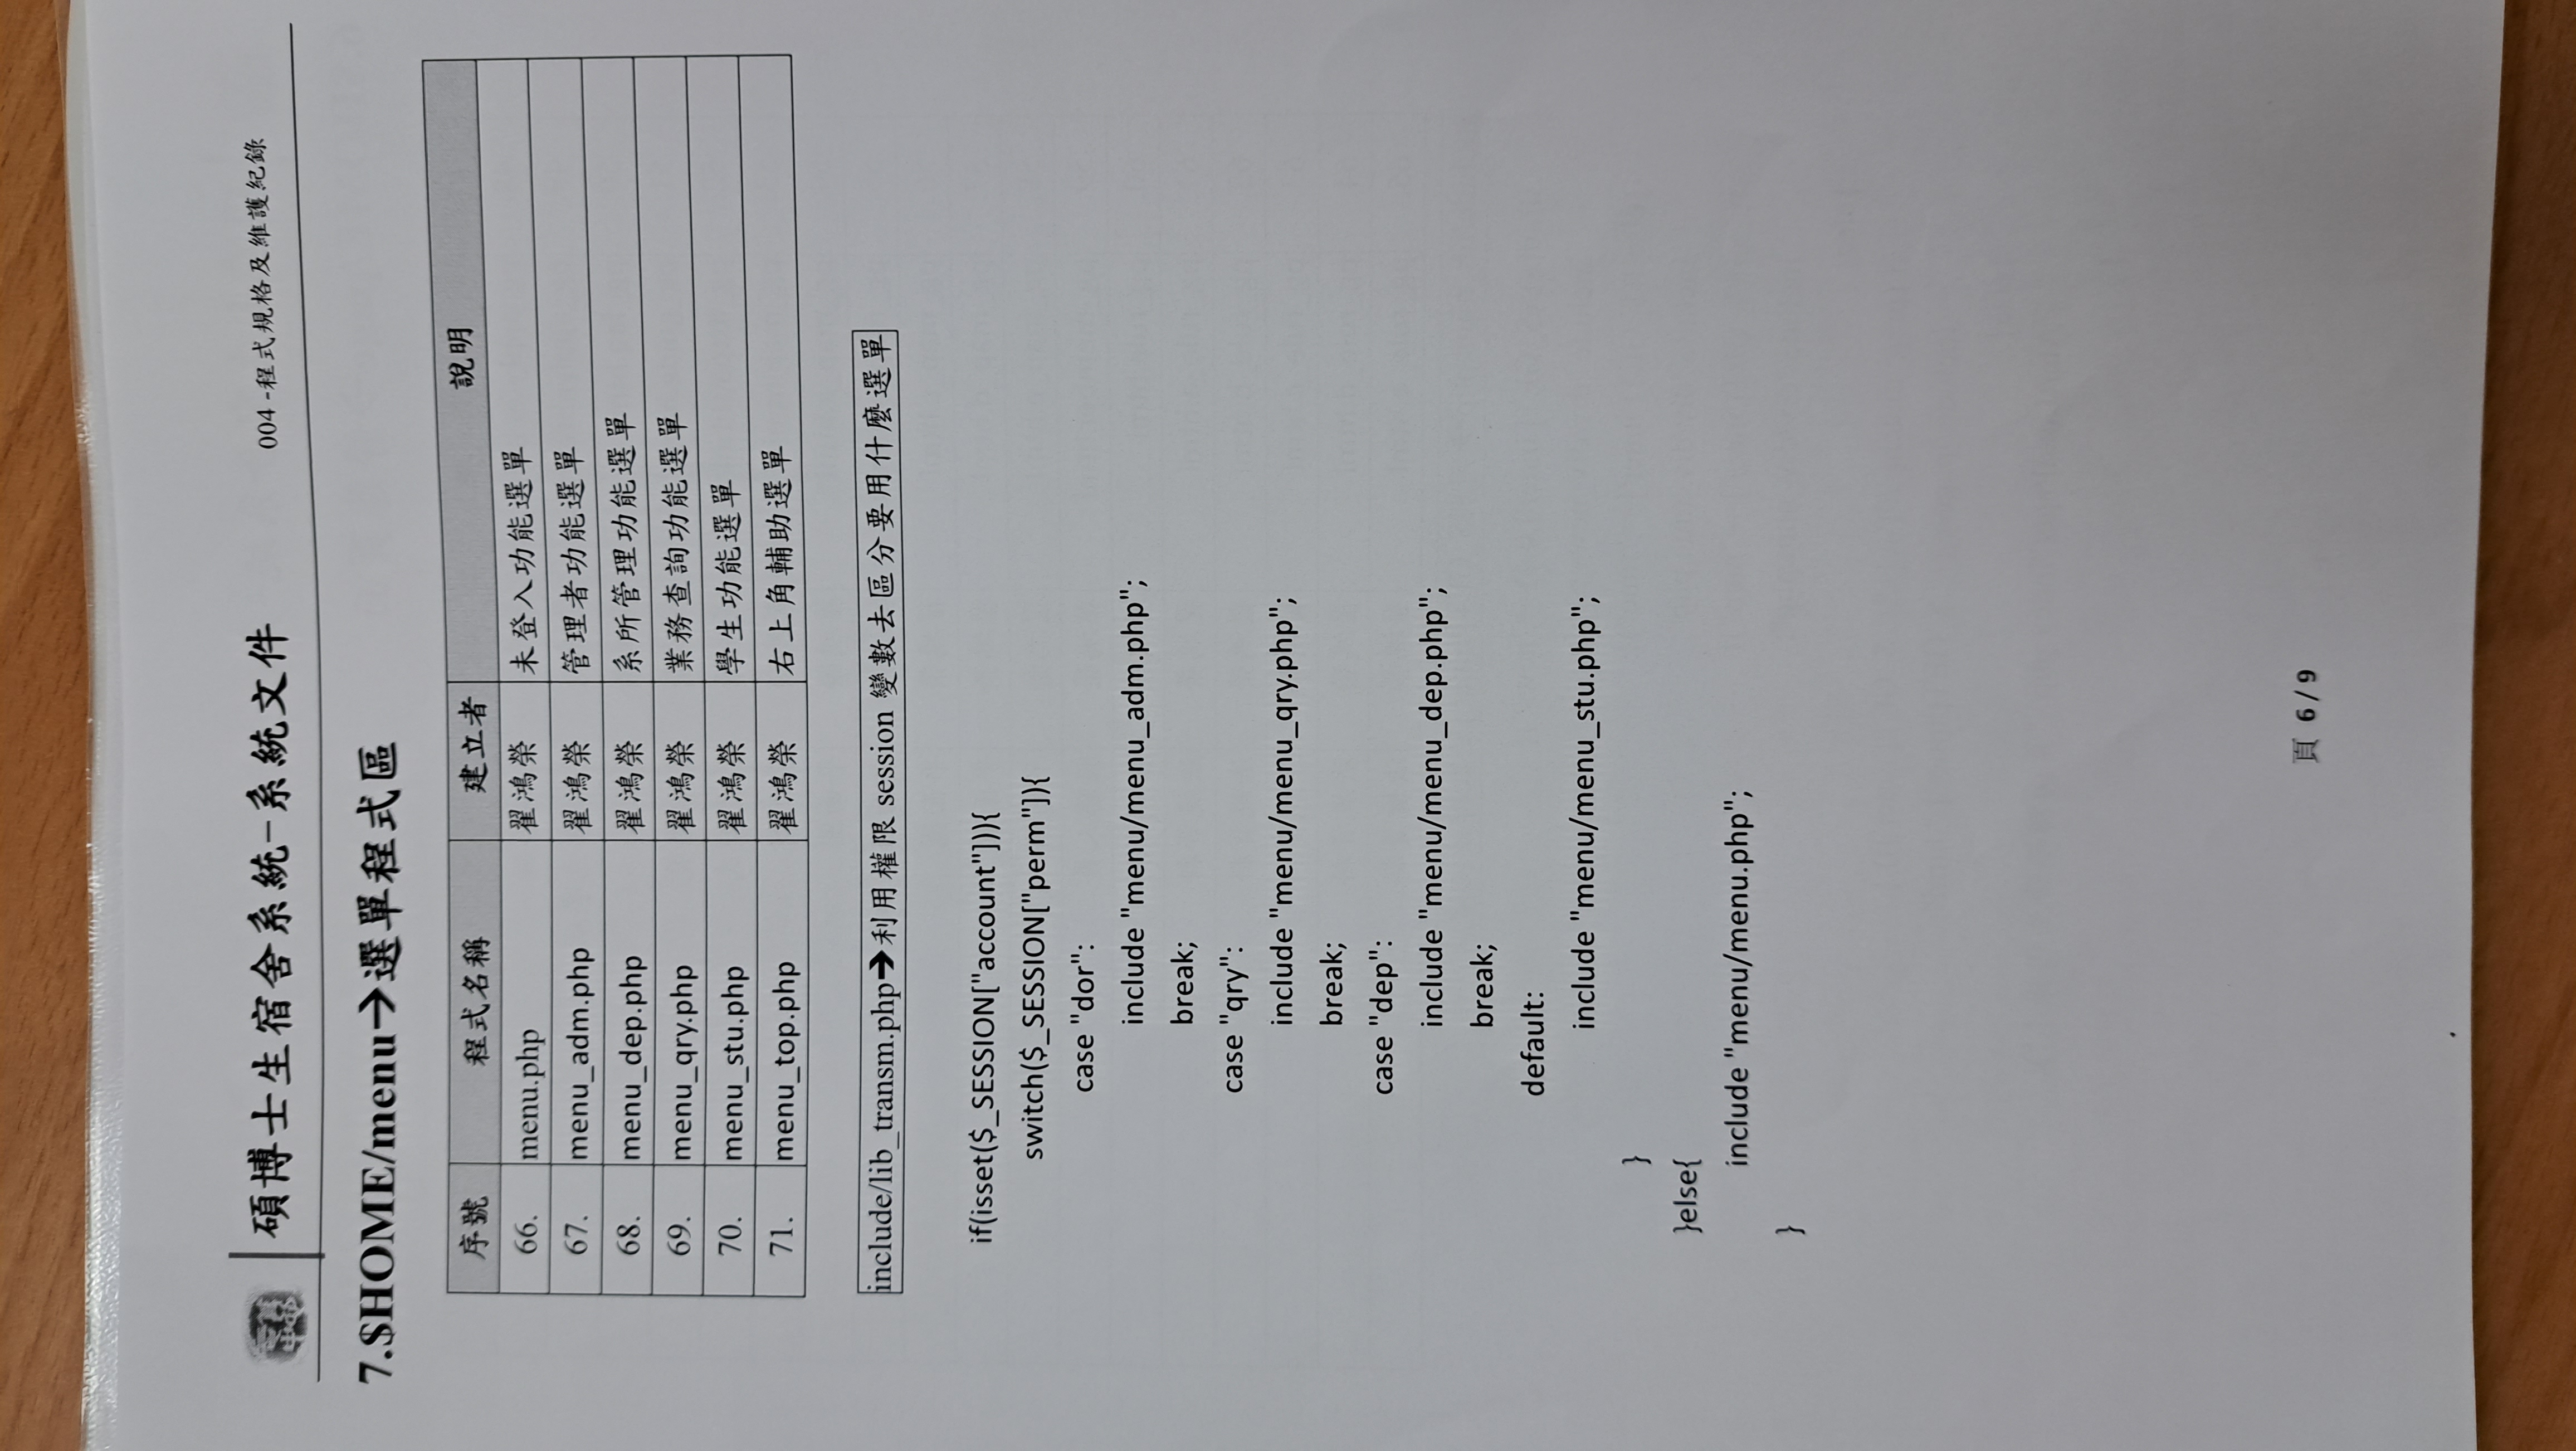 碩博士生宿舍系統-系統文件 004 -程式規格及維護紀錄
7.$HOME/menu→選單程式區
序號 程式名稱 建立者 說明
66. menu.php 翟鴻榮 未登入功能選單
67. menu_adm.php 翟鴻榮 管理者功能選單
68. menu_dep.php 翟鴻榮 系所管理功能選單
69. menu_qry.php 翟鴻榮 業務查詢功能選單
70. menu_stu.php 翟鴻榮 學生功能選單
71. menu_top.php 翟鴻榮 右上角輔助選單
include/lib_transm.php→利用權限 session 變數去區分要用什麼選單
if(isset($_SESSION["account"])){
switch($_SESSION["perm"]){
case "dor":
include "menu/menu_adm.php";
break;
case "qry":
include "menu/menu_qry.php";
break;
case "dep":
include "menu/menu_dep.php";
break;
default:
include "menu/menu_stu.php";
}
}else{
include "menu/menu.php";
}
頁 6 / 9